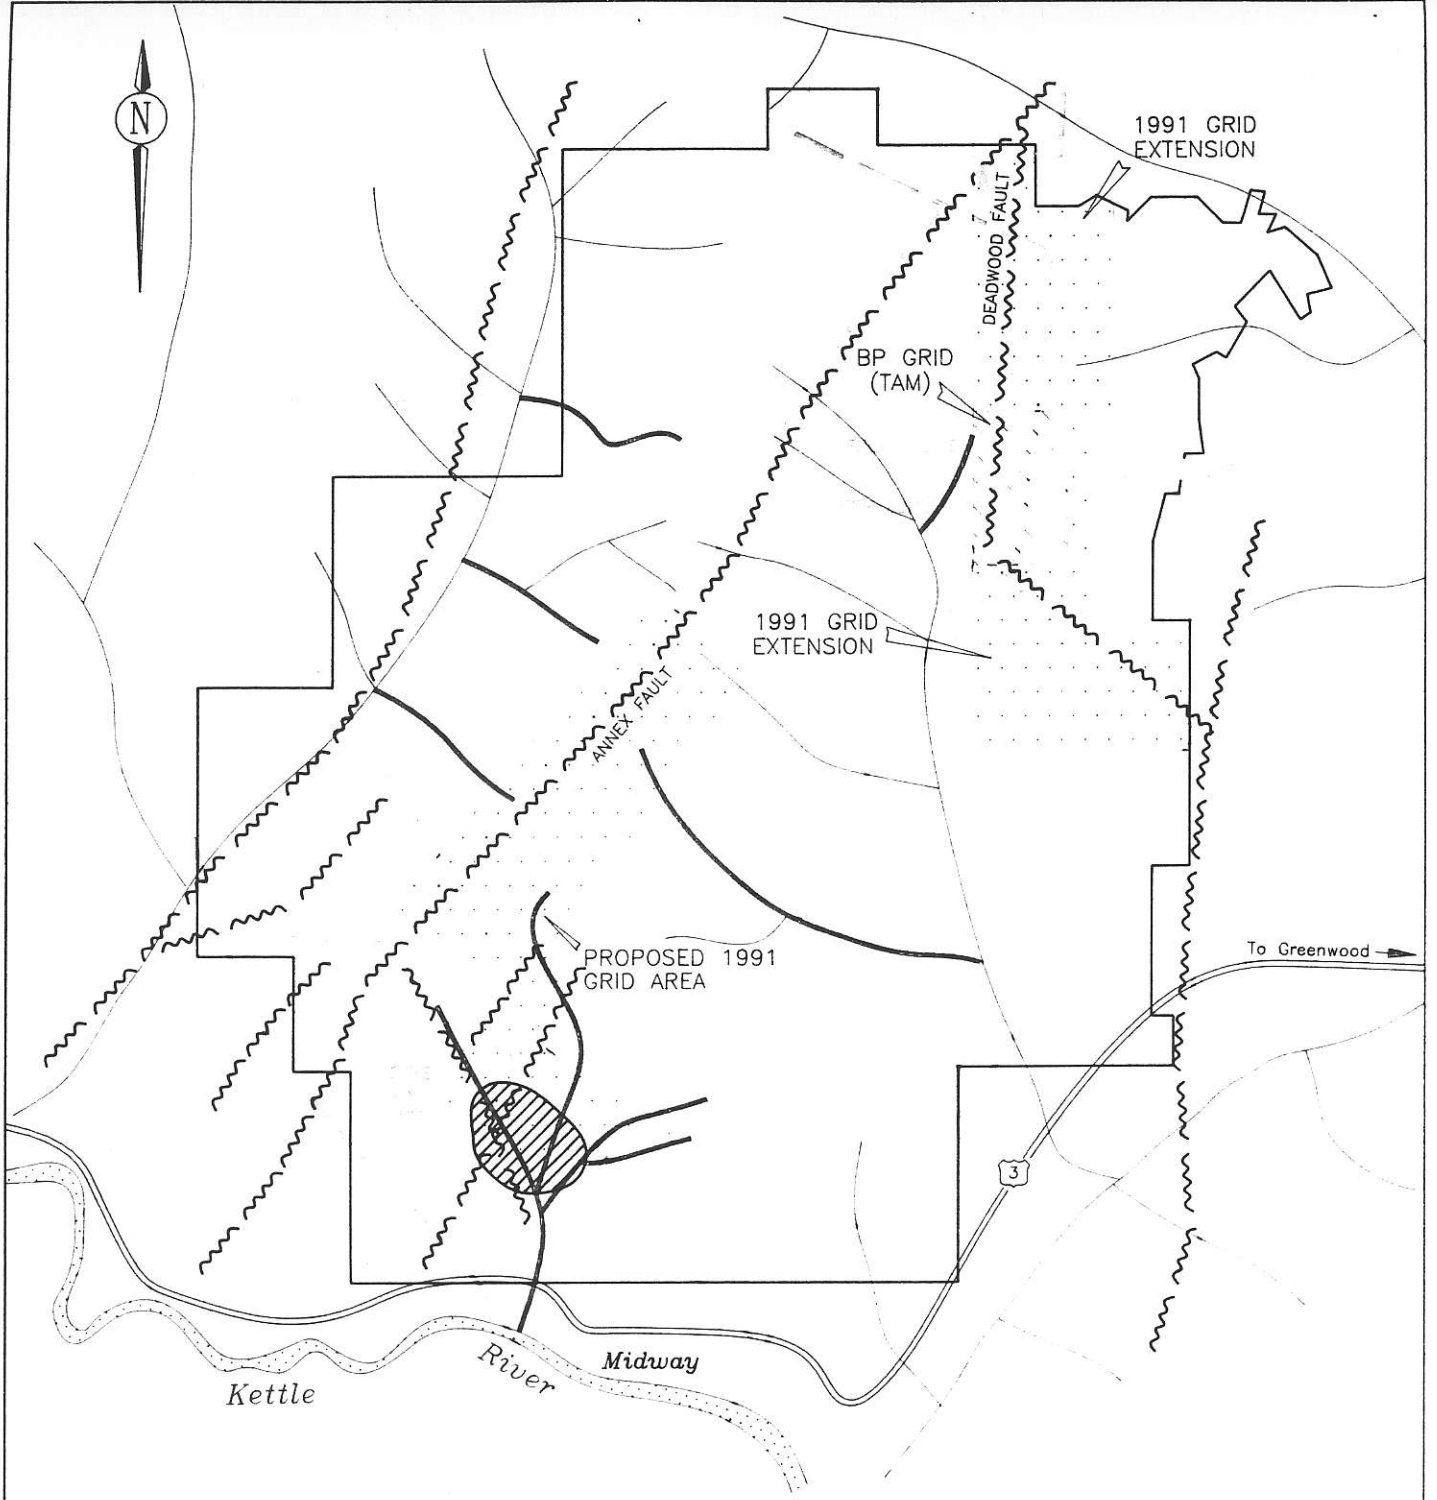 N
1991 GRID
EXTENSION
DEADWOOD FAULT
BP GRID
(TAM)
1991 GRID
EXTENSION
ANNEX FAULT
PROPOSED 1991
GRID AREA
To Greenwood
3
River
Midway
Kettle